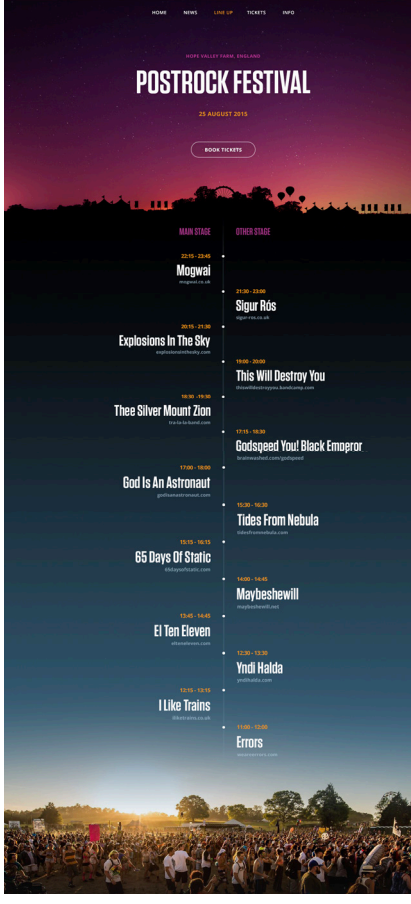 HOME NEWS LINE UP TICKETS INFO
HOPE VALLEY FARM, ENGLAND
POSTROCK FESTIVAL
25 AUGUST 2015
BOOK TICKETS
MAIN STAGE OTHER STAGE
22:15 - 23:45
Mogwai
mogwai.co.uk
21:30 - 23:00
Sigur Rós
sigur-ros.co.uk
20:15 - 21:30
Explosions In The Sky
explosionsinthesky.com
19:00 - 20:00
This Will Destroy You
thiswilldestroyyou.bandcamp.com
18:30 -19:30
Thee Silver Mount Zion
tra-la-la-band.com
17:15 - 18:30
Godspeed You! Black Emperor
brainwashed.com/godspeed
17:00 - 18:00
God Is An Astronaut
godisanastronaut.com
15:30 - 16:30
Tides From Nebula
tidesfromnebula.com
15:15 - 16:15
65 Days Of Static
65daysofstatic.com
14:00 - 14:45
Maybeshewill
maybeshewill.net
13:45 - 14:45
El Ten Eleven
elteneleven.com
12:30 - 13:30
Yndi Halda
yndihalda.com
12:15 - 13:15
I Like Trains
iliketrains.co.uk
11:00 - 12:00
Errors